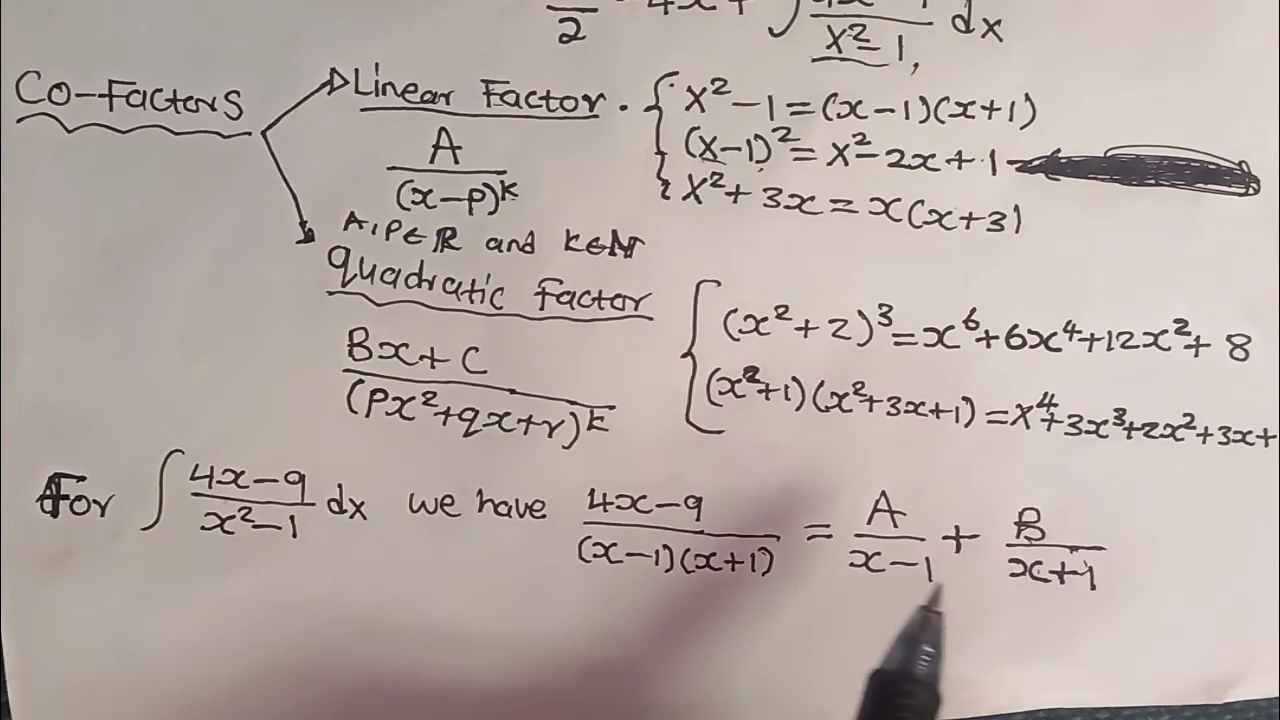 2 4x + ∫ dx
x² - 1,
Co-Factors
Linear Factor. { x² - 1 = (x-1)(x+1)
A/(x-p)^k (x-1)² = x² - 2x + 1
x² + 3x = x(x+3)
A,P∈ℝ and K∈ℕ
quadratic Factor
Bx + C/(Px²+qx+r)^k { (x²+2)³ = x⁶ + 6x⁴ + 12x² + 8
(x²+1)(x²+3x+1) = x⁴ + 3x³ + 2x² + 3x +
For ∫ 4x-9/x²-1 dx we have 4x-9/(x-1)(x+1) = A/x-1 + B/x+1